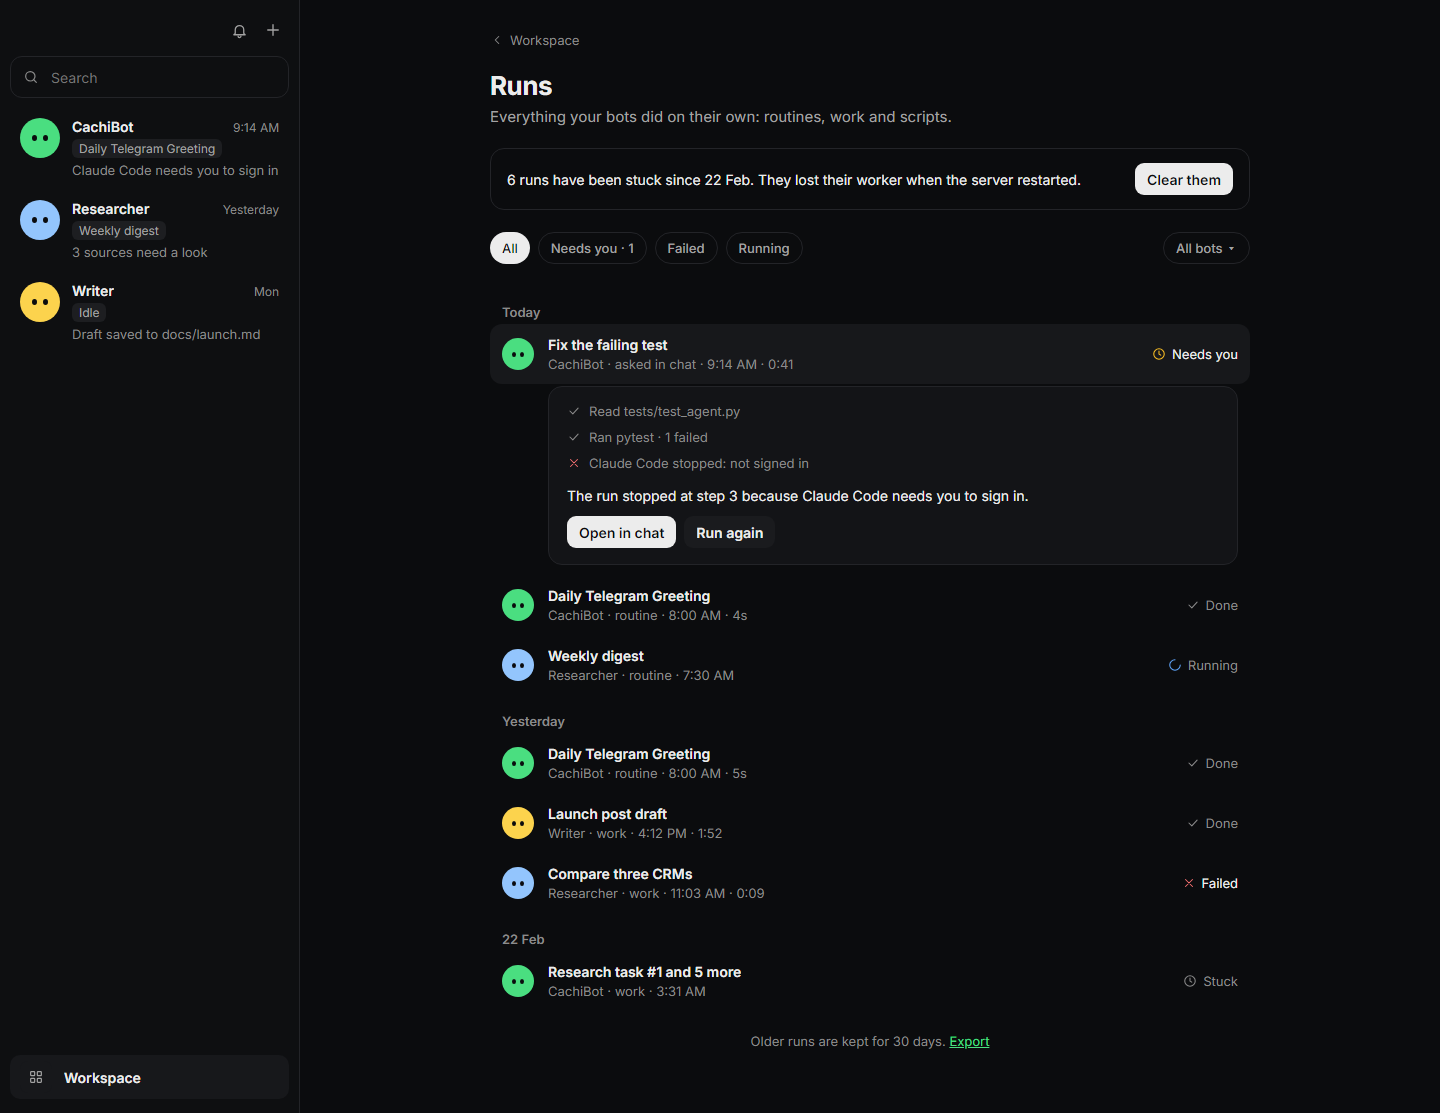 Search
CachiBot
9:14 AM
Daily Telegram Greeting
Claude Code needs you to sign in
Researcher
Yesterday
Weekly digest
3 sources need a look
Writer
Mon
Idle
Draft saved to docs/launch.md
Workspace
Workspace
Runs
Everything your bots did on their own: routines, work and scripts.
6 runs have been stuck since 22 Feb. They lost their worker when the server restarted.
Clear them
All
Needs you · 1
Failed
Running
All bots
Today
Fix the failing test
CachiBot · asked in chat · 9:14 AM · 0:41
Needs you
Read tests/test_agent.py
Ran pytest · 1 failed
Claude Code stopped: not signed in
The run stopped at step 3 because Claude Code needs you to sign in.
Open in chat
Run again
Daily Telegram Greeting
CachiBot · routine · 8:00 AM · 4s
Done
Weekly digest
Researcher · routine · 7:30 AM
Running
Yesterday
Daily Telegram Greeting
CachiBot · routine · 8:00 AM · 5s
Done
Launch post draft
Writer · work · 4:12 PM · 1:52
Done
Compare three CRMs
Researcher · work · 11:03 AM · 0:09
Failed
22 Feb
Research task #1 and 5 more
CachiBot · work · 3:31 AM
Stuck
Older runs are kept for 30 days. Export